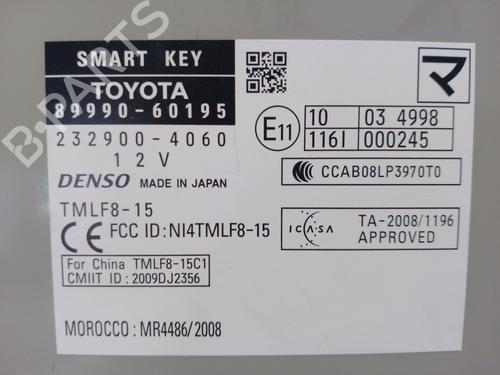 SMART KEY
TOYOTA
89990-60195
232900-4060
12V
DENSO MADE IN JAPAN
TMLF8-15
CE FCC ID: NI4TMLF8-15
For China TMLF8-15C1
CMIIT ID: 2009DJ2356
MOROCCO: MR4486/2008
マ
E11
10 03 4998
116I 000245
CCAB08LP3970T0
ICASA
TA-2008/1196
APPROVED
B-PARTS